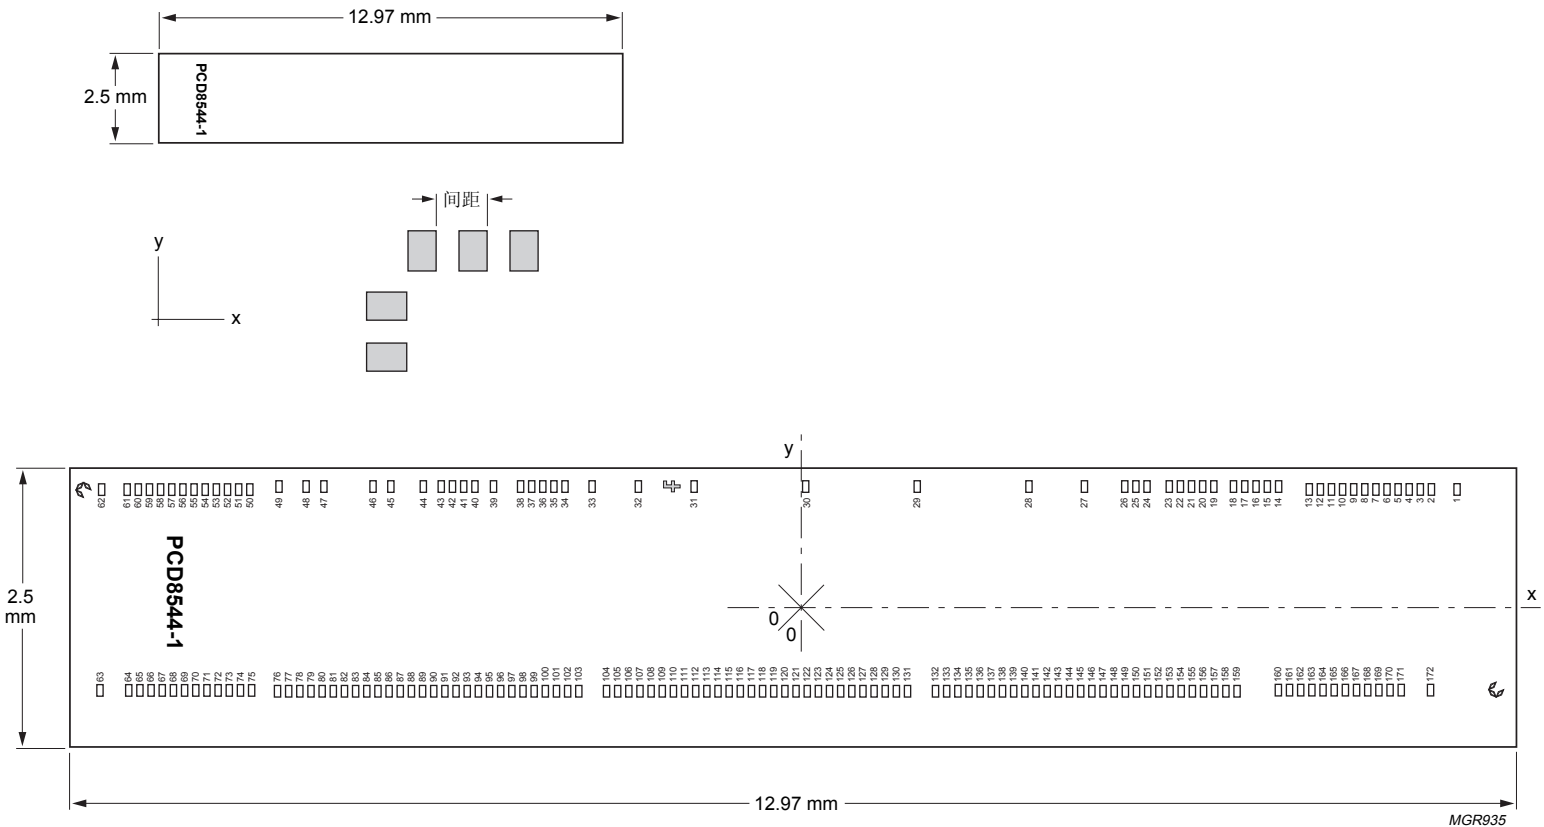 12.97 mm
2.5 mm
PCD8544-1
间距
y
x
y
62 61 60 59 58 57 56 55 54 53 52 51 50 49 48 47 46 45 44 43 42 41 40 39 38 37 36 35 34 33 32 31 30 29 28 27 26 25 24 23 22 21 20 19 18 17 16 15 14 13 12 11 10 9 8 7 6 5 4 3 2 1
PCD8544-1
2.5
mm
x
0
0
63 64 65 66 67 68 69 70 71 72 73 74 75 76 77 78 79 80 81 82 83 84 85 86 87 88 89 90 91 92 93 94 95 96 97 98 99 100 101 102 103 104 105 106 107 108 109 110 111 112 113 114 115 116 117 118 119 120 121 122 123 124 125 126 127 128 129 130 131 132 133 134 135 136 137 138 139 140 141 142 143 144 145 146 147 148 149 150 151 152 153 154 155 156 157 158 159 160 161 162 163 164 165 166 167 168 169 170 171 172
12.97 mm
MGR935